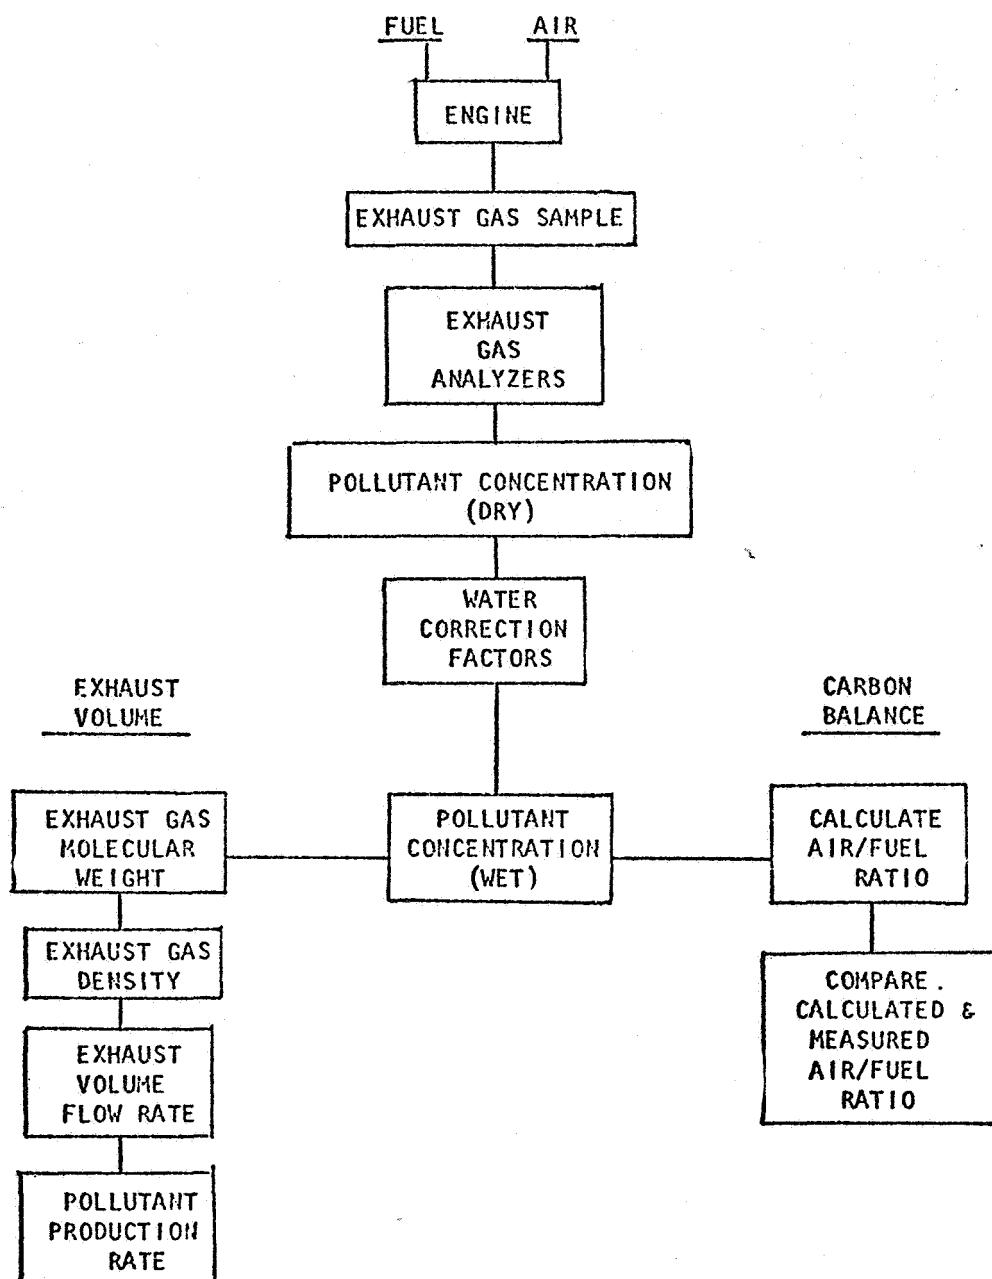 FUEL
AIR
ENGINE
EXHAUST GAS SAMPLE
EXHAUST
GAS
ANALYZERS
POLLUTANT CONCENTRATION
(DRY)
WATER
CORRECTION
FACTORS
EXHAUST
VOLUME
CARBON
BALANCE
EXHAUST GAS
MOLECULAR
WEIGHT
POLLUTANT
CONCENTRATION
(WET)
CALCULATE
AIR/FUEL
RATIO
EXHAUST GAS
DENSITY
COMPARE.
CALCULATED &
MEASURED
AIR/FUEL
RATIO
EXHAUST
VOLUME
FLOW RATE
POLLUTANT
PRODUCTION
RATE